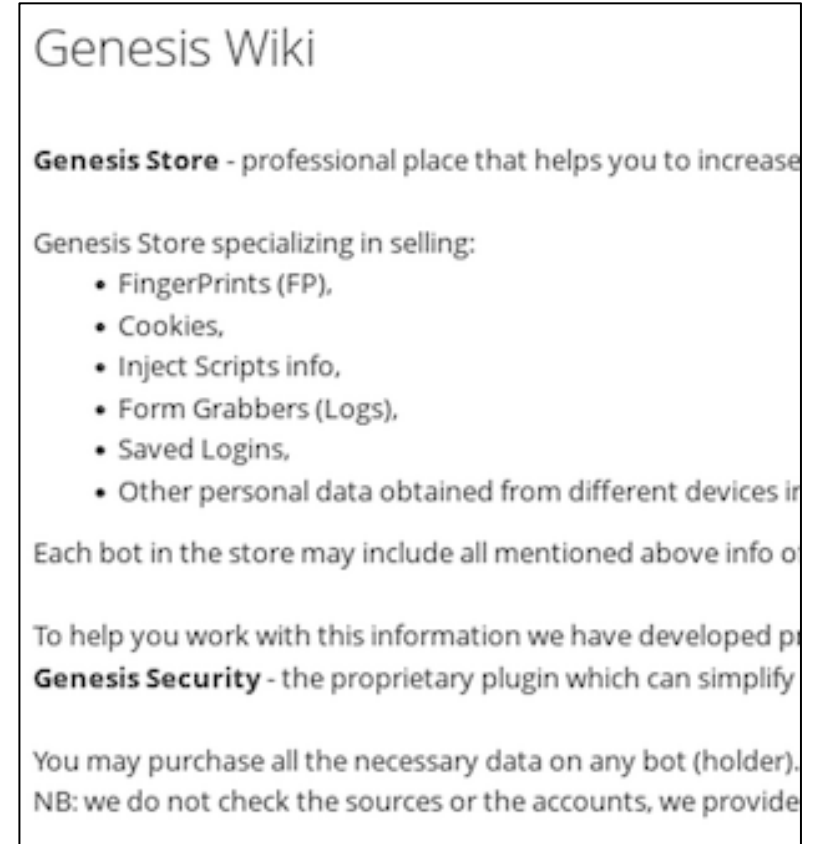 Genesis Wiki
Genesis Store - professional place that helps you to increase
Genesis Store specializing in selling:
• FingerPrints (FP),
• Cookies,
• Inject Scripts info,
• Form Grabbers (Logs),
• Saved Logins,
• Other personal data obtained from different devices
Each bot in the store may include all mentioned above info
To help you work with this information we have developed
Genesis Security - the proprietary plugin which can simplify
You may purchase all the necessary data on any bot (holder).
NB: we do not check the sources or the accounts, we provide